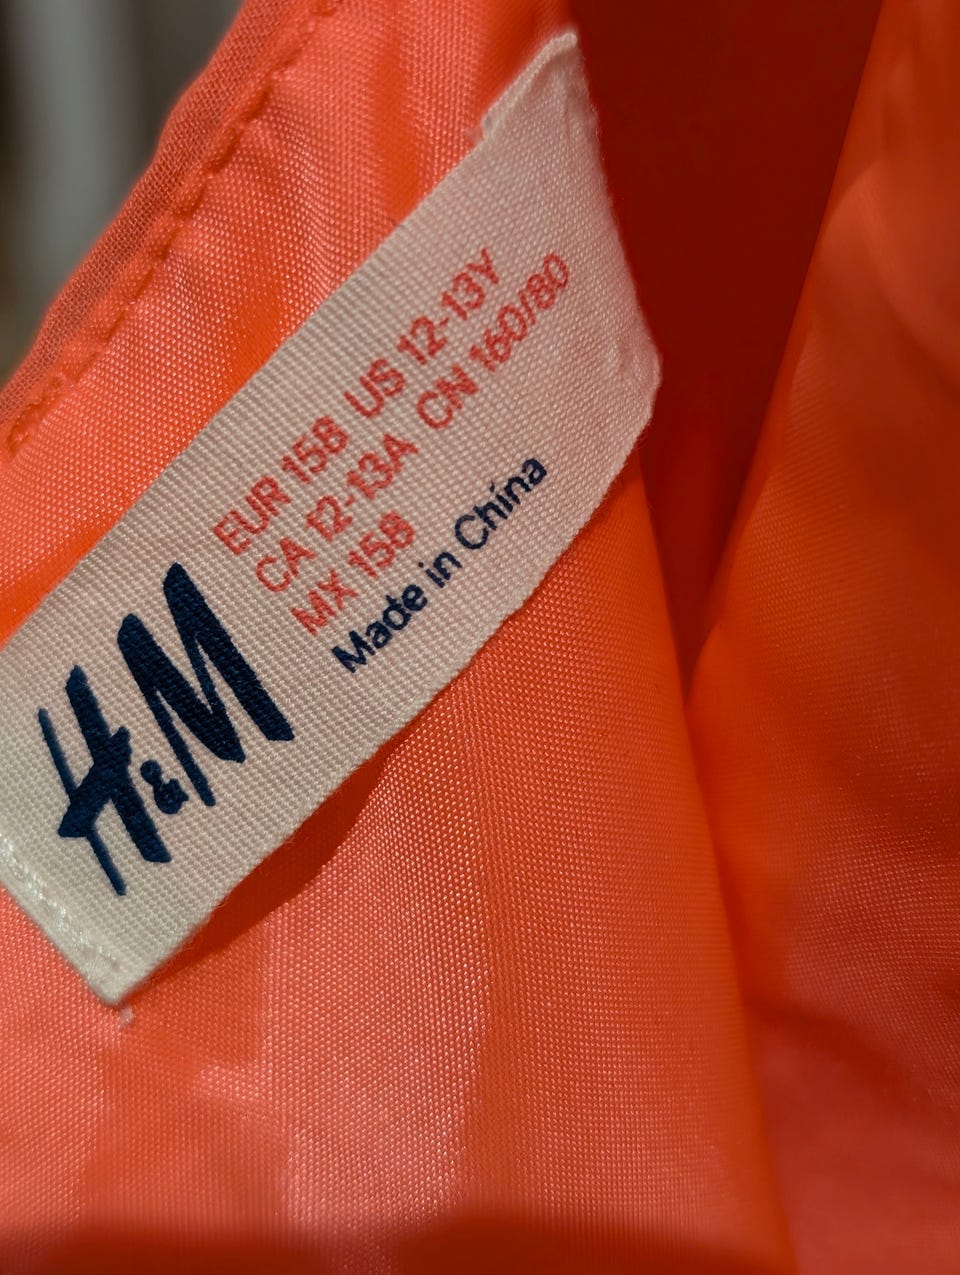 H&M
EUR 158 US 12-13Y
CA 12-13A CN 160/80
MX 158
Made in China